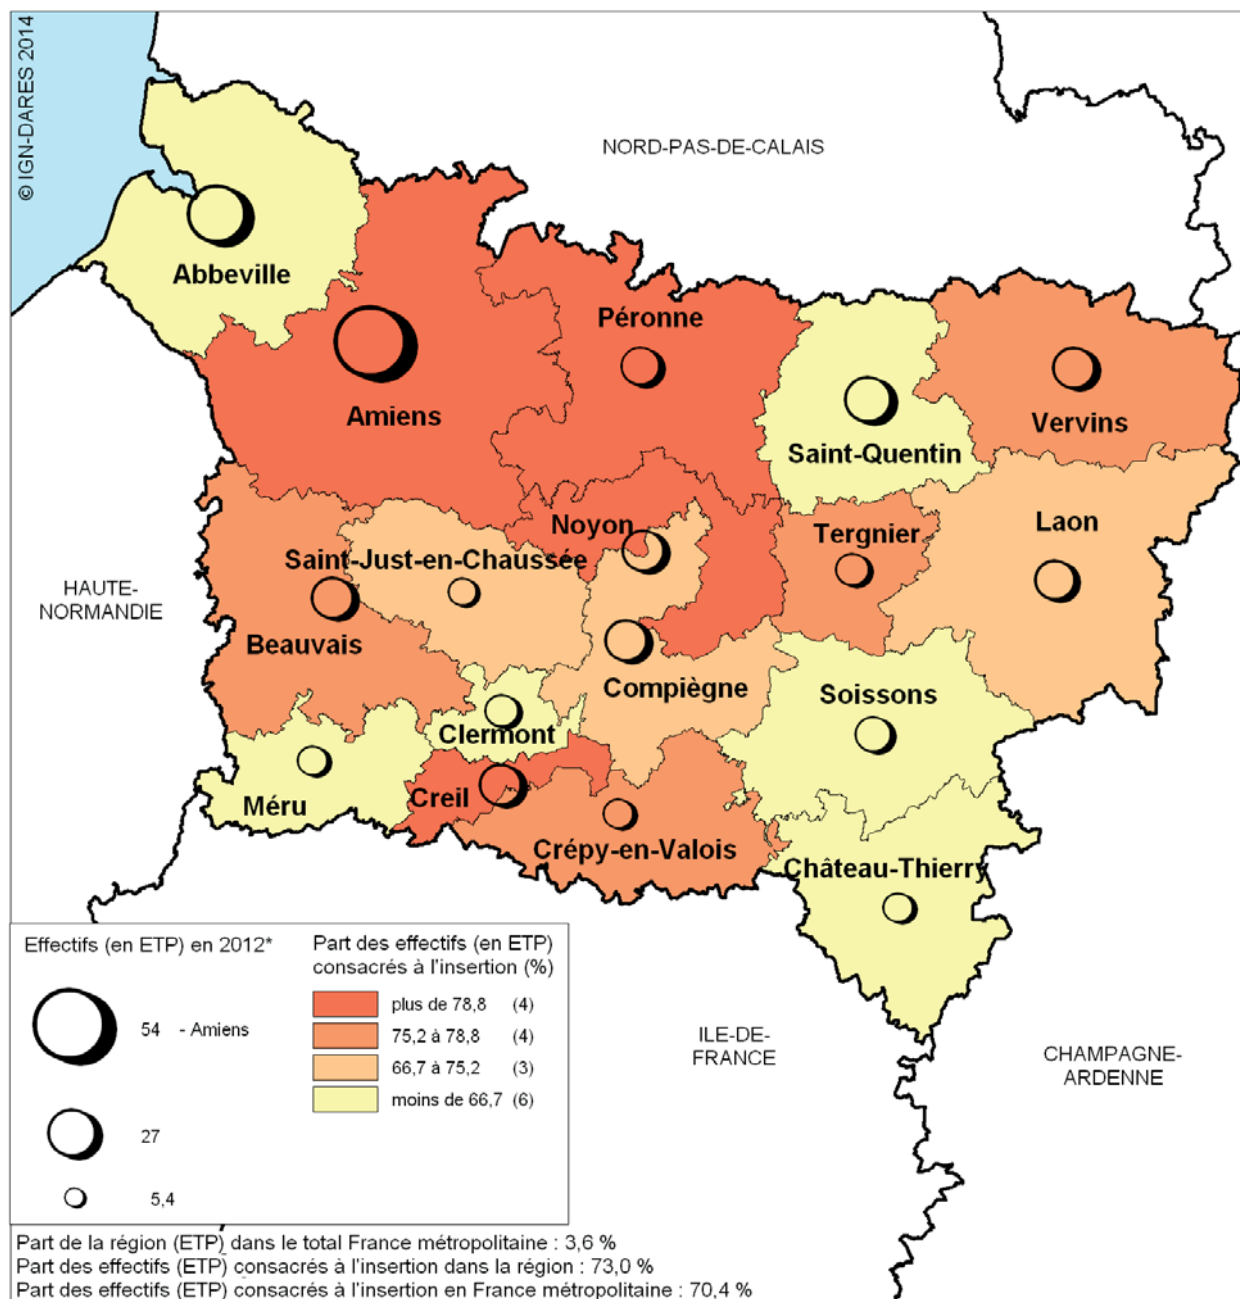 © IGN-DARES 2014
NORD-PAS-DE-CALAIS
Abbeville
Péronne
Amiens
Vervins
Saint-Quentin
Noyon
Laon
Tergnier
Saint-Just-en-Chaussée
HAUTE-
NORMANDIE
Beauvais
Compiègne
Soissons
Clermont
Creil
Méru
Crépy-en-Valois
Château-Thierry
Effectifs (en ETP) en 2012*
54 - Amiens
27
5,4
Part des effectifs (en ETP)
consacrés à l'insertion (%)
plus de 78,8 (4)
75,2 à 78,8 (4)
66,7 à 75,2 (3)
moins de 66,7 (6)
ILE-DE-
FRANCE
CHAMPAGNE-
ARDENNE
Part de la région (ETP) dans le total France métropolitaine : 3,6 %
Part des effectifs (ETP) consacrés à l'insertion dans la région : 73,0 %
Part des effectifs (ETP) consacrés à l'insertion en France métropolitaine : 70,4 %